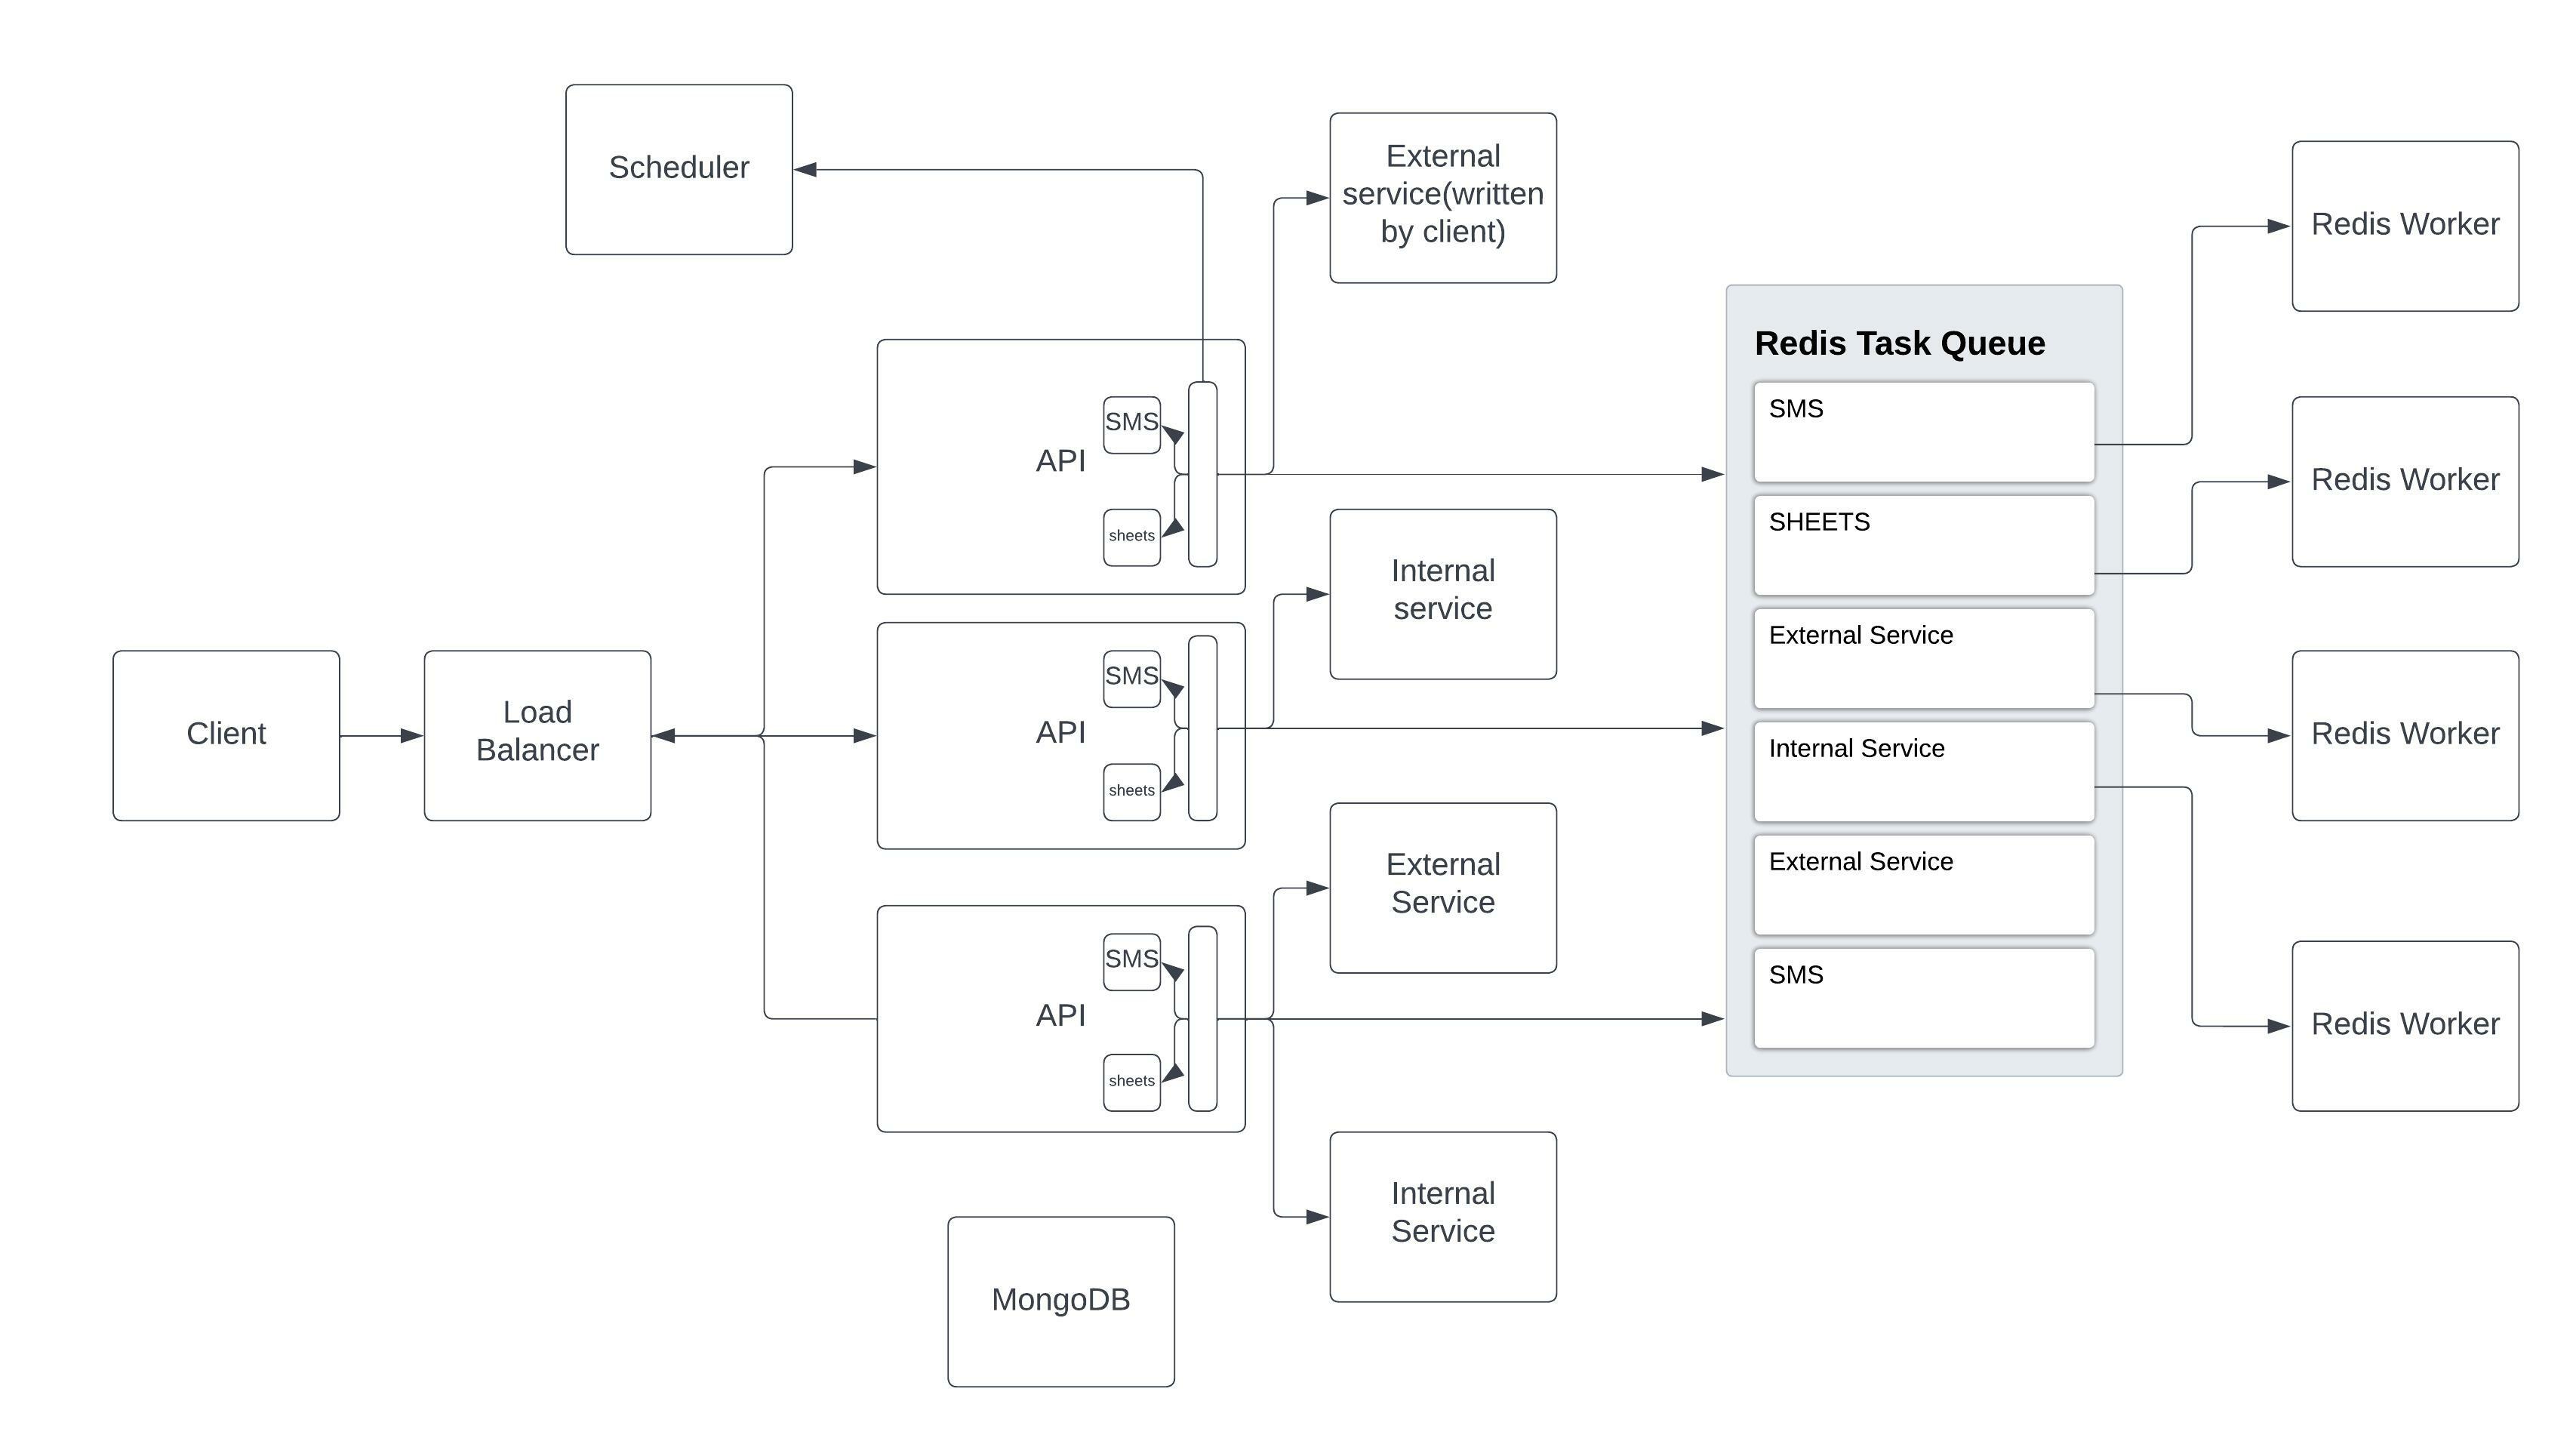 Scheduler
External
service(written
by client)
Redis Worker
Redis Task Queue
SMS
SMS
API
sheets
Redis Worker
SHEETS
Internal
service
External Service
Client
Load
Balancer
SMS
API
sheets
Redis Worker
Internal Service
External
Service
External Service
SMS
API
sheets
SMS
Redis Worker
Internal
Service
MongoDB